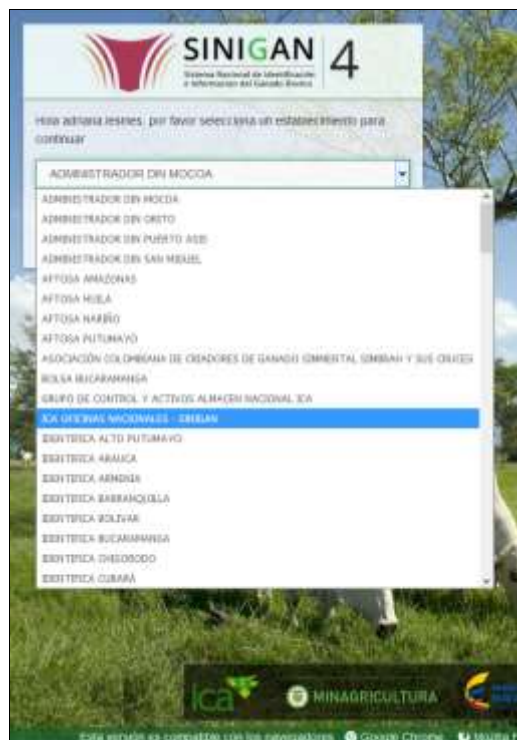 SINIGAN 4
Sistema Nacional de Identificación
e Información del Ganado Bovino
Hola adriana lesmes, por favor selecciona un establecimiento para
continuar
ADMINISTRADOR DIN MOCOA
ADMINISTRADOR DIN MOCOA
ADMINISTRADOR DIN ORITO
ADMINISTRADOR DIN PUERTO ASIS
ADMINISTRADOR DIN SAN MIGUEL
AFTOSA AMAZONAS
AFTOSA HUILA
AFTOSA NARIÑO
AFTOSA PUTUMAYO
ASOCIACIÓN COLOMBIANA DE CRIADORES DE GANADO SIMMENTAL SIMBRAH Y SUS CRUCES
BOLSA BUCARAMANGA
GRUPO DE CONTROL Y ACTIVOS ALMACEN NACIONAL ICA
ICA OFICINAS NACIONALES - SINIGAN
IDENTIFICA ALTO PUTUMAYO
IDENTIFICA ARAUCA
IDENTIFICA ARMENIA
IDENTIFICA BARRANQUILLA
IDENTIFICA BOLIVAR
IDENTIFICA BUCARAMANGA
IDENTIFICA CHIGORODO
IDENTIFICA CUBARÁ
ica MINAGRICULTURA
Esta versión es compatible con los navegadores Google Chrome Mozilla